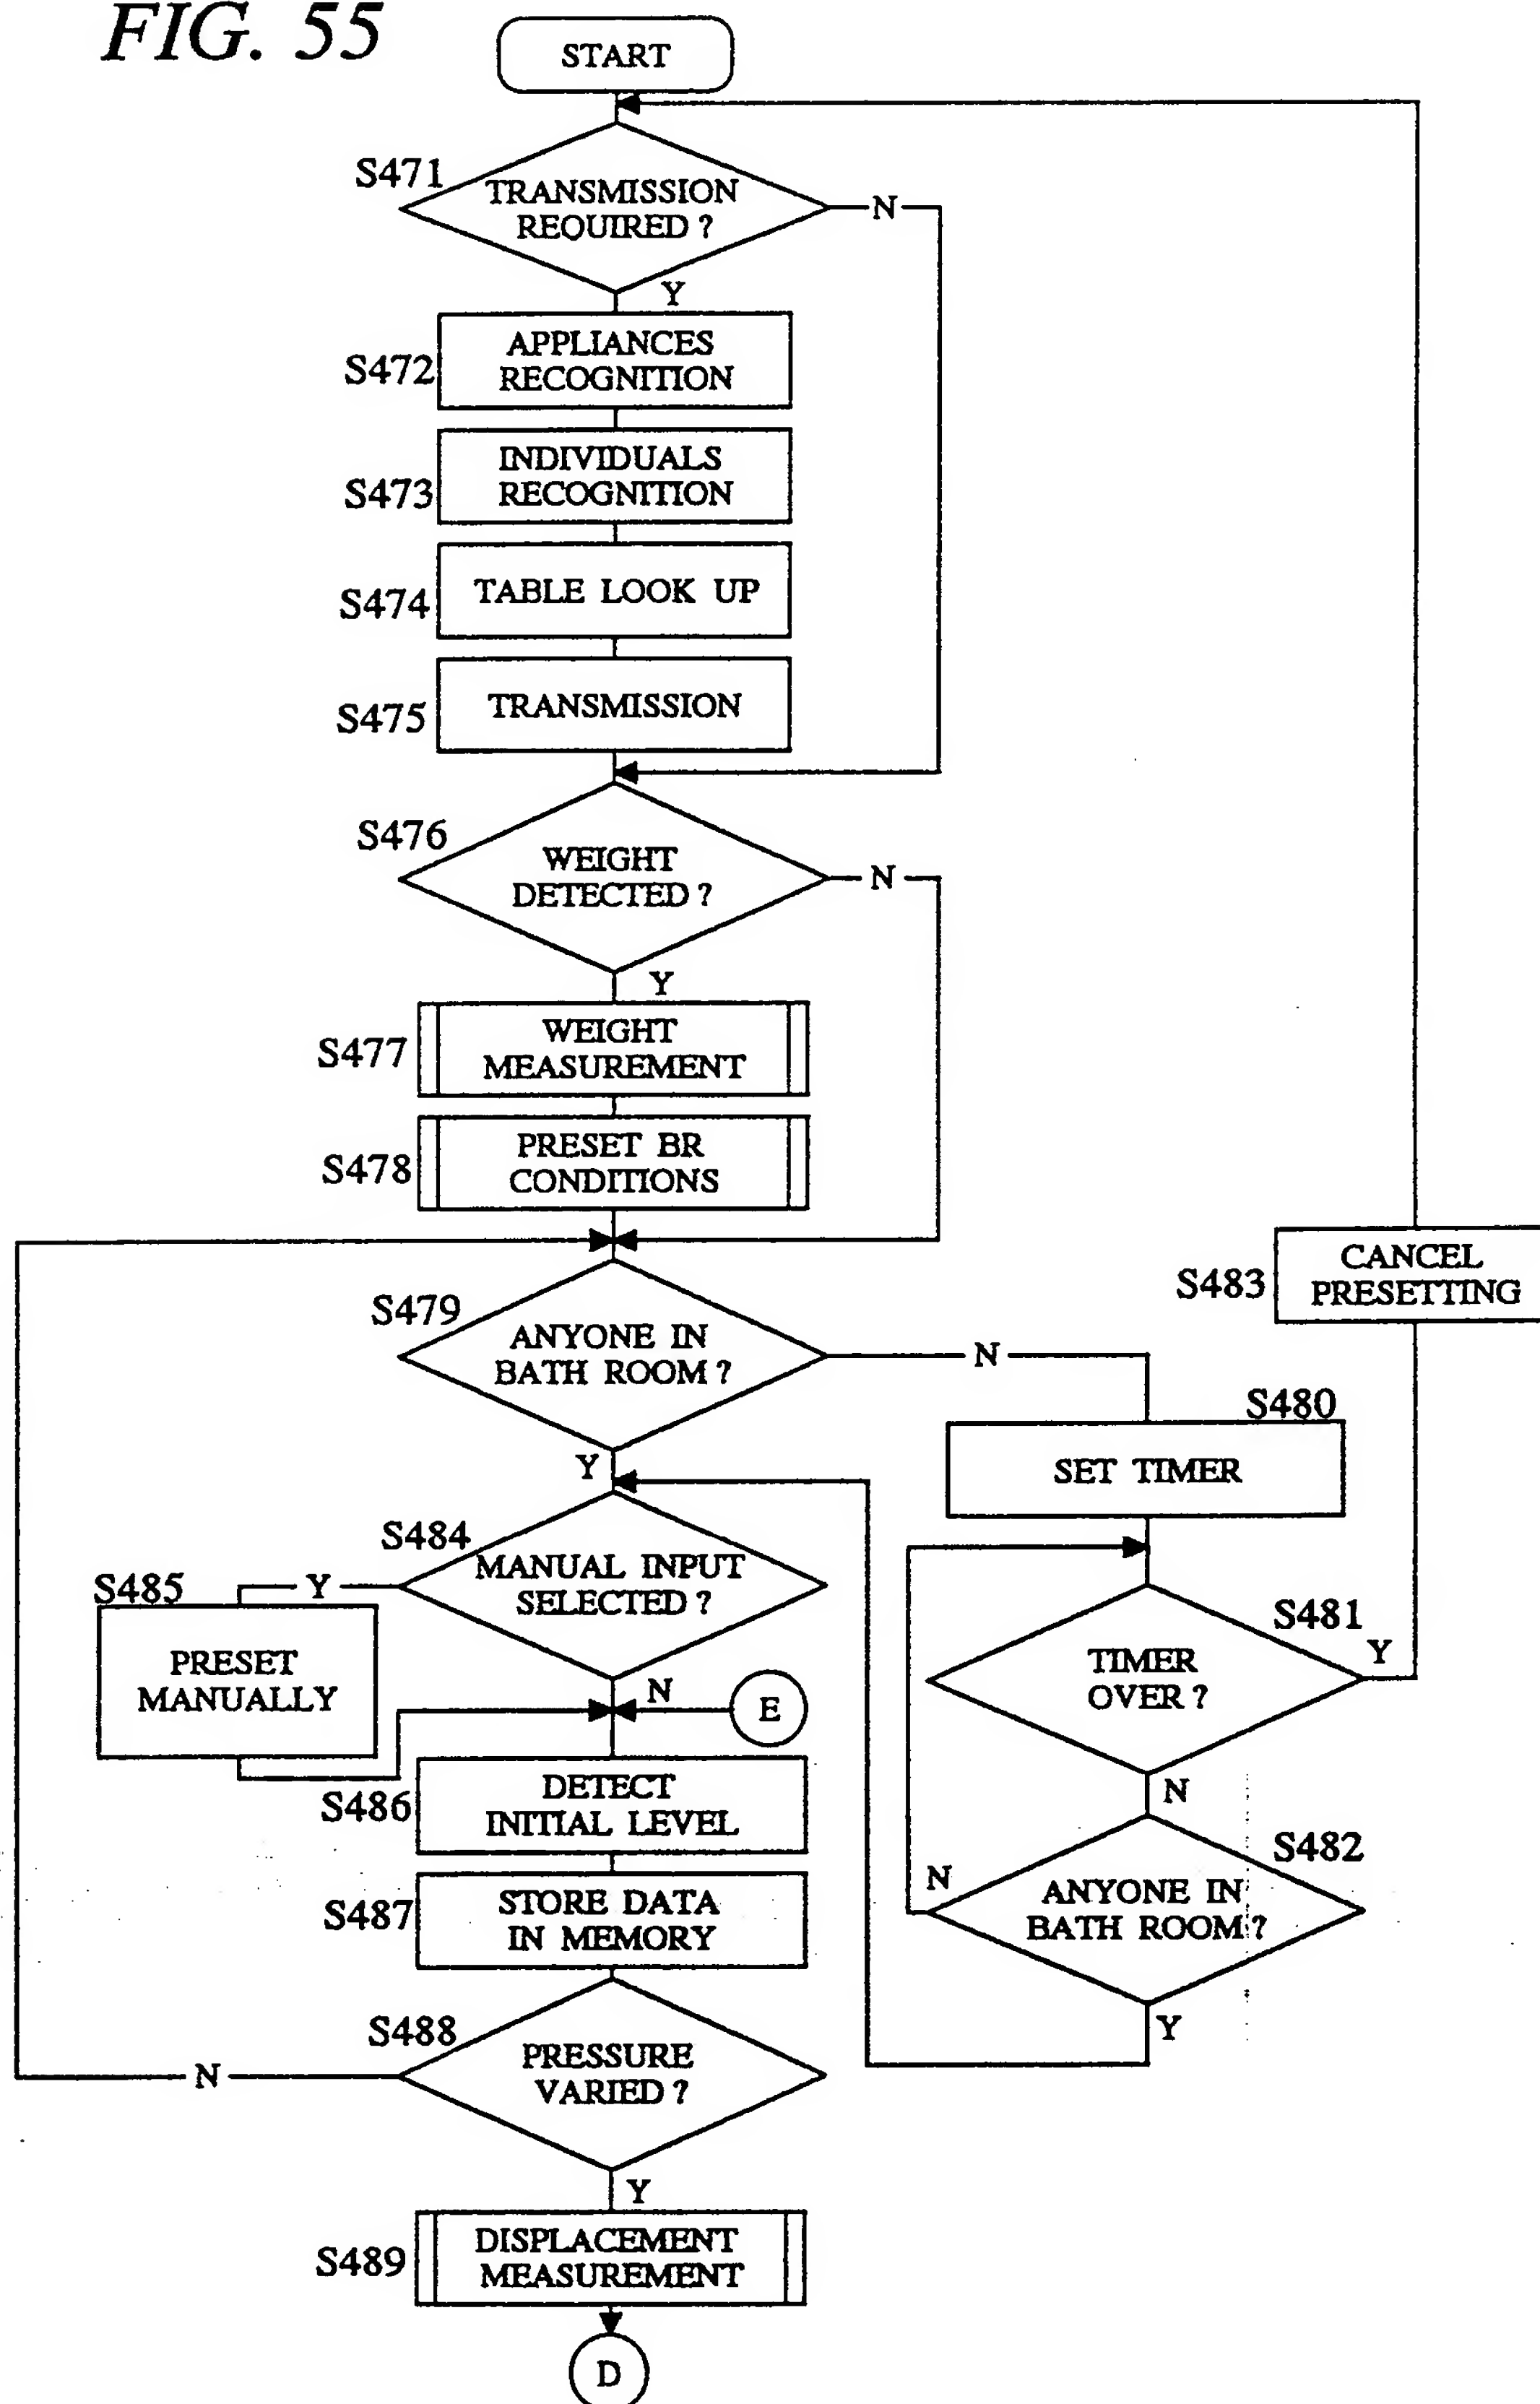 FIG. 55
START
S471
TRANSMISSION
REQUIRED ?
N
Y
S472
APPLIANCES
RECOGNITION
S473
INDIVIDUALS
RECOGNITION
S474
TABLE LOOK UP
S475
TRANSMISSION
S476
WEIGHT
DETECTED ?
N
Y
S477
WEIGHT
MEASUREMENT
S478
PRESET BR
CONDITIONS
S483
CANCEL
PRESETTING
S479
ANYONE IN
BATH ROOM ?
N
Y
S480
SET TIMER
S484
MANUAL INPUT
SELECTED ?
Y
N
S485
PRESET
MANUALLY
E
S481
TIMER
OVER ?
Y
N
S486
DETECT
INITIAL LEVEL
S482
ANYONE IN
BATH ROOM ?
N
Y
S487
STORE DATA
IN MEMORY
S488
PRESSURE
VARIED ?
N
Y
S489
DISPLACEMENT
MEASUREMENT
D